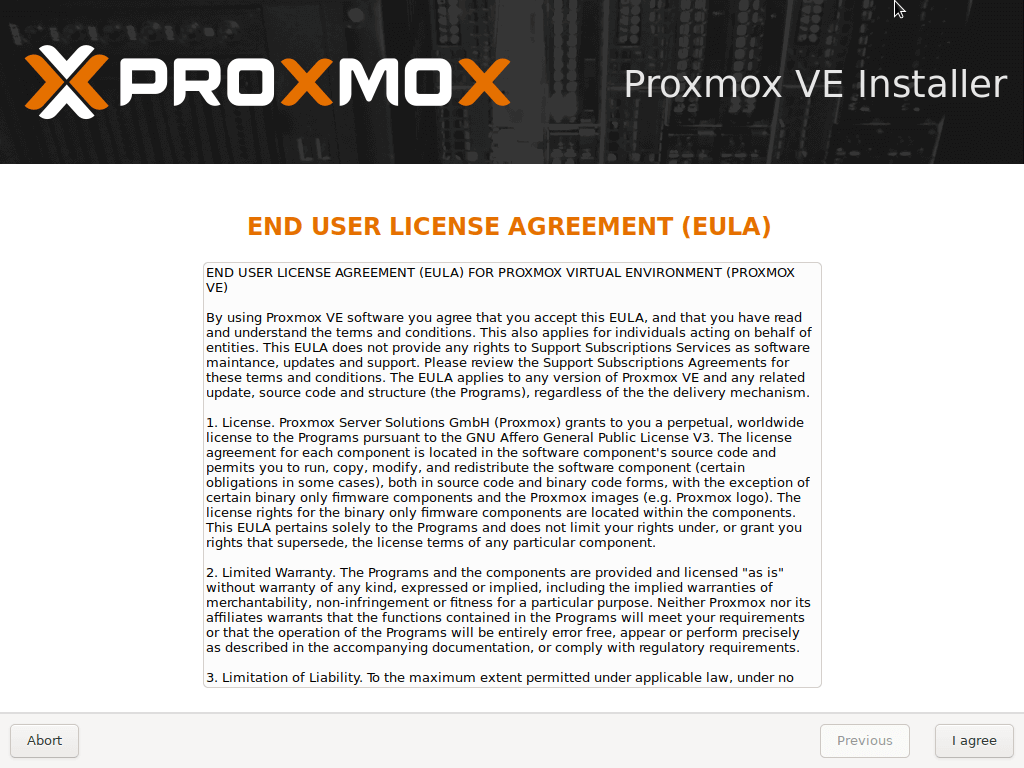 PROXMOX
Proxmox VE Installer
LL
END USER LICENSE AGREEMENT (EULA)
END USER LICENSE AGREEMENT (EULA) FOR PROXMOX VIRTUAL ENVIRONMENT (PROXMOX
VE)
By using Proxmox VE software you agree that you accept this EULA, and that you have read
and understand the terms and conditions. This also applies for individuals acting on behalf of
entities. This EULA does not provide any rights to Support Subscriptions Services as software
maintance, updates and support. Please review the Support Subscriptions Agreements for
these terms and conditions. The EULA applies to any version of Proxmox VE and any related
update, source code and structure (the Programs), regardless of the the delivery mechanism.
1. License. Proxmox Server Solutions GmbH (Proxmox) grants to you a perpetual, worldwide
license to the Programs pursuant to the GNU Affero General Public License V3. The license
agreement for each component is located in the software component's source code and
permits you to run, copy, modify, and redistribute the software component (certain
obligations in some cases), both in source code and binary code forms, with the exception of
certain binary only firmware components and the Proxmox images (e.g. Proxmox logo). The
license rights for the binary only firmware components are located within the components.
This EULA pertains solely to the Programs and does not limit your rights under, or grant you
rights that supersede, the license terms of any particular component.
2. Limited Warranty. The Programs and the components are provided and licensed "as is"
without warranty of any kind, expressed or implied, including the implied warranties of
merchantability, non-infringement or fitness for a particular purpose. Neither Proxmox nor its
affiliates warrants that the functions contained in the Programs will meet your requirements
or that the operation of the Programs will be entirely error free, appear or perform precisely
as described in the accompanying documentation, or comply with regulatory requirements.
3. Limitation of Liability. To the maximum extent permitted under applicable law, under no
Abort
Previous
I agree